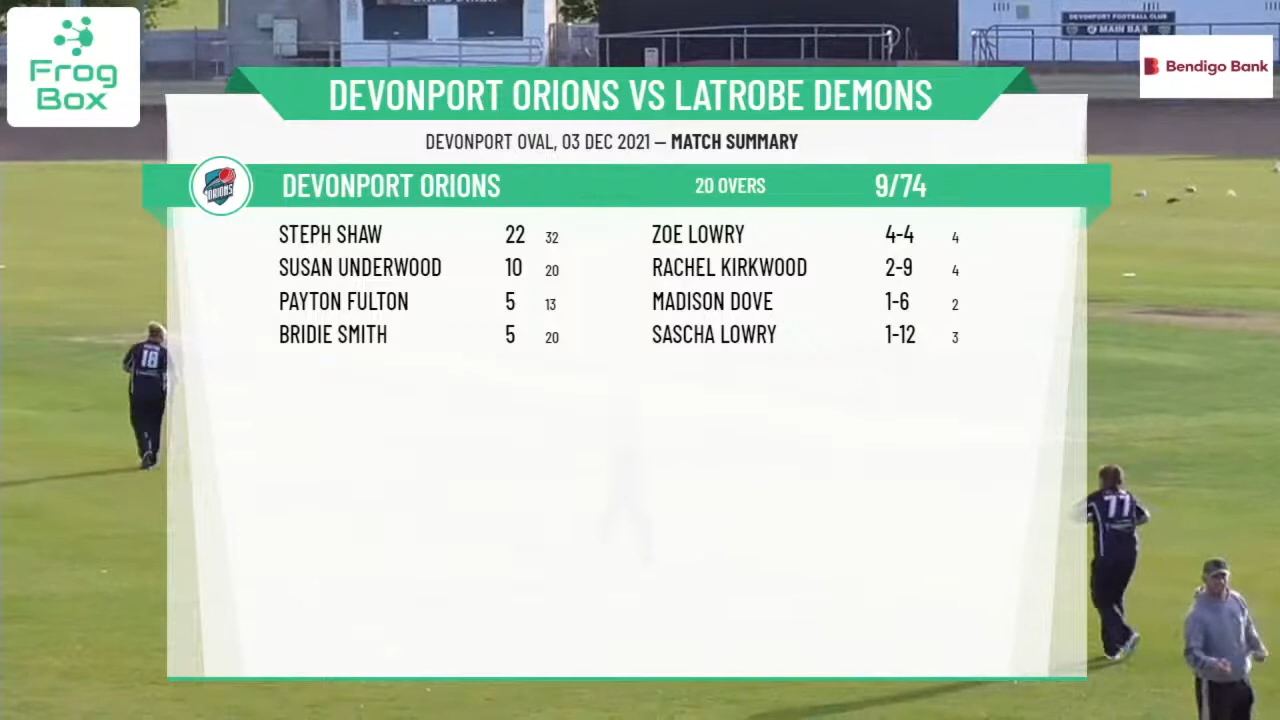 DEVONPORT FOOTBALL CLUB
MAIN BAR
Frog
Box
Bendigo Bank
DEVONPORT ORIONS VS LATROBE DEMONS
DEVONPORT OVAL, 03 DEC 2021 – MATCH SUMMARY
ORIONS
DEVONPORT ORIONS 20 OVERS 9/74
STEPH SHAW 22 32 ZOE LOWRY 4-4 4
SUSAN UNDERWOOD 10 20 RACHEL KIRKWOOD 2-9 4
PAYTON FULTON 5 13 MADISON DOVE 1-6 2
BRIDIE SMITH 5 20 SASCHA LOWRY 1-12 3
16
77